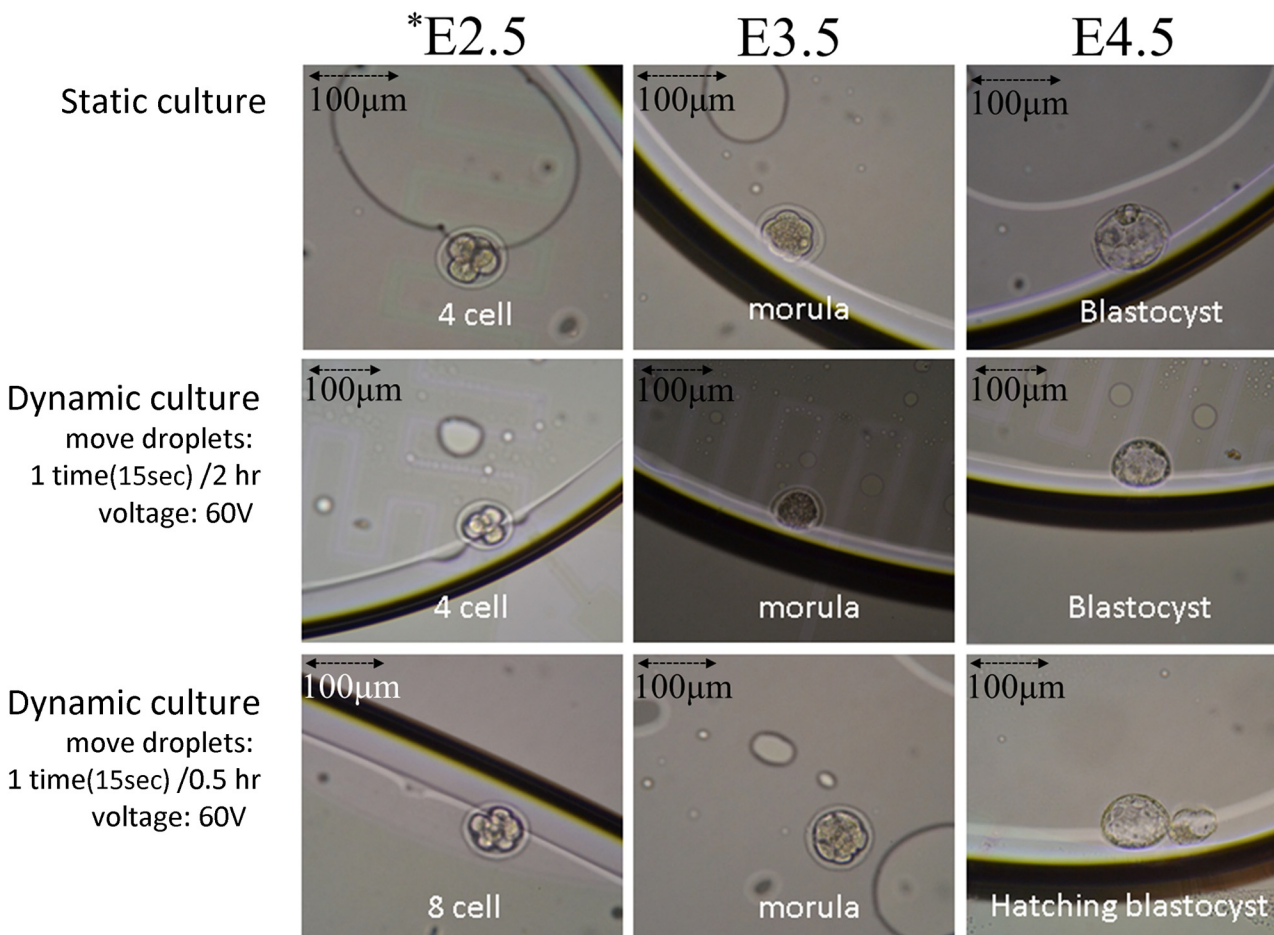 *E2.5 E3.5 E4.5
Static culture
100μm 100μm 100μm
4 cell morula Blastocyst
Dynamic culture
move droplets:
1 time(15sec) /2 hr
voltage: 60V
100μm 100μm 100μm
4 cell morula Blastocyst
Dynamic culture
move droplets:
1 time(15sec) /0.5 hr
voltage: 60V
100μm 100μm 100μm
8 cell morula Hatching blastocyst